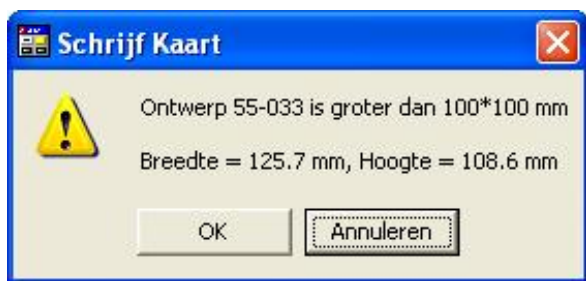 Schrijf Kaart
Ontwerp 55-033 is groter dan 100*100 mm
Breedte = 125.7 mm, Hoogte = 108.6 mm
OK
Annuleren